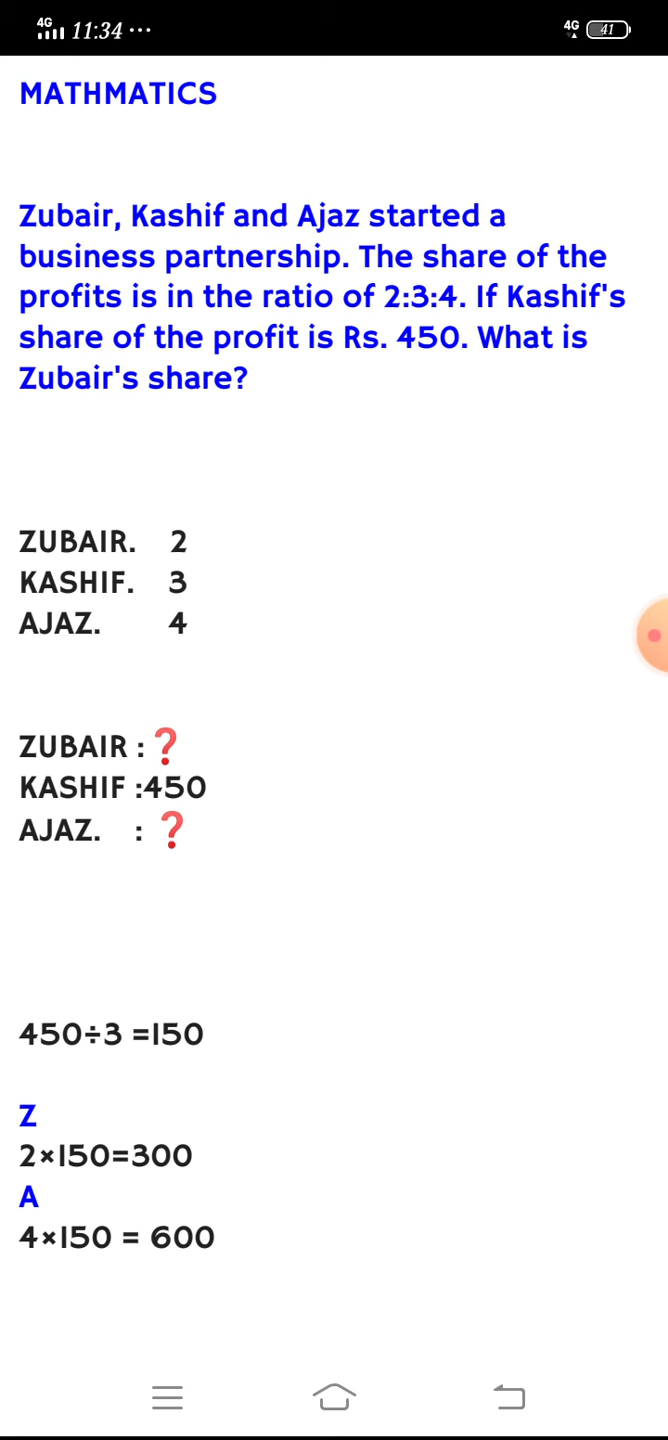 4G 11:34 ... 4G 41
MATHMATICS
Zubair, Kashif and Ajaz started a
business partnership. The share of the
profits is in the ratio of 2:3:4. If Kashif's
share of the profit is Rs. 450. What is
Zubair's share?
ZUBAIR. 2
KASHIF. 3
AJAZ. 4
ZUBAIR :❓
KASHIF :450
AJAZ. : ❓
450÷3 =150
Z
2×150=300
A
4×150 = 600